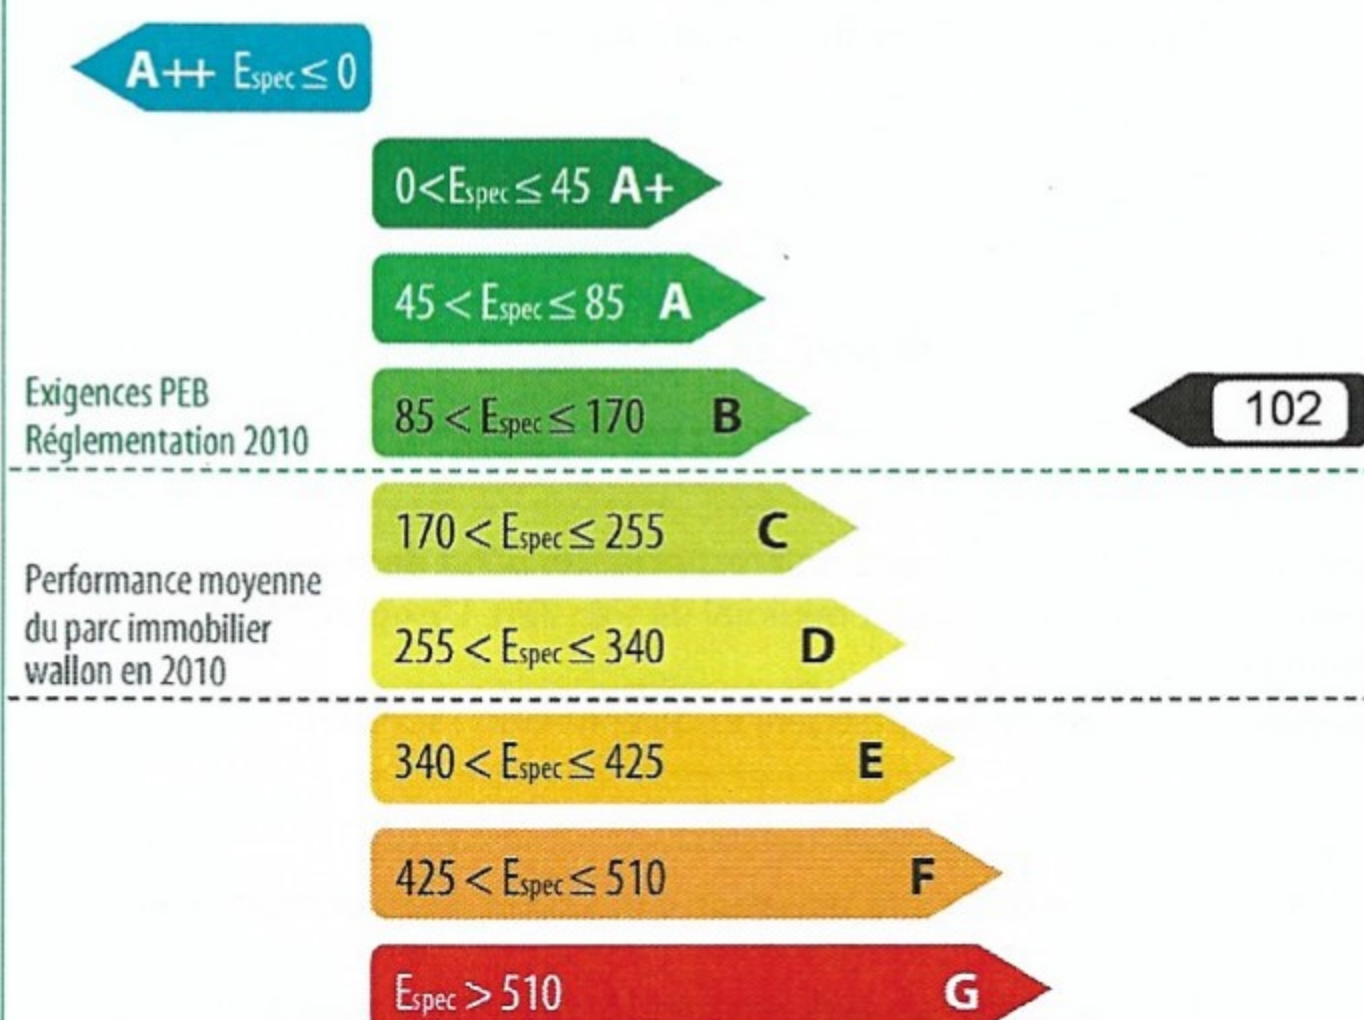 A++ Espec ≤ 0
0 < Espec ≤ 45 A+
45 < Espec ≤ 85 A
Exigences PEB
Réglementation 2010
85 < Espec ≤ 170 B
102
170 < Espec ≤ 255 C
Performance moyenne
du parc immobilier
wallon en 2010
255 < Espec ≤ 340 D
340 < Espec ≤ 425 E
425 < Espec ≤ 510 F
Espec > 510 G